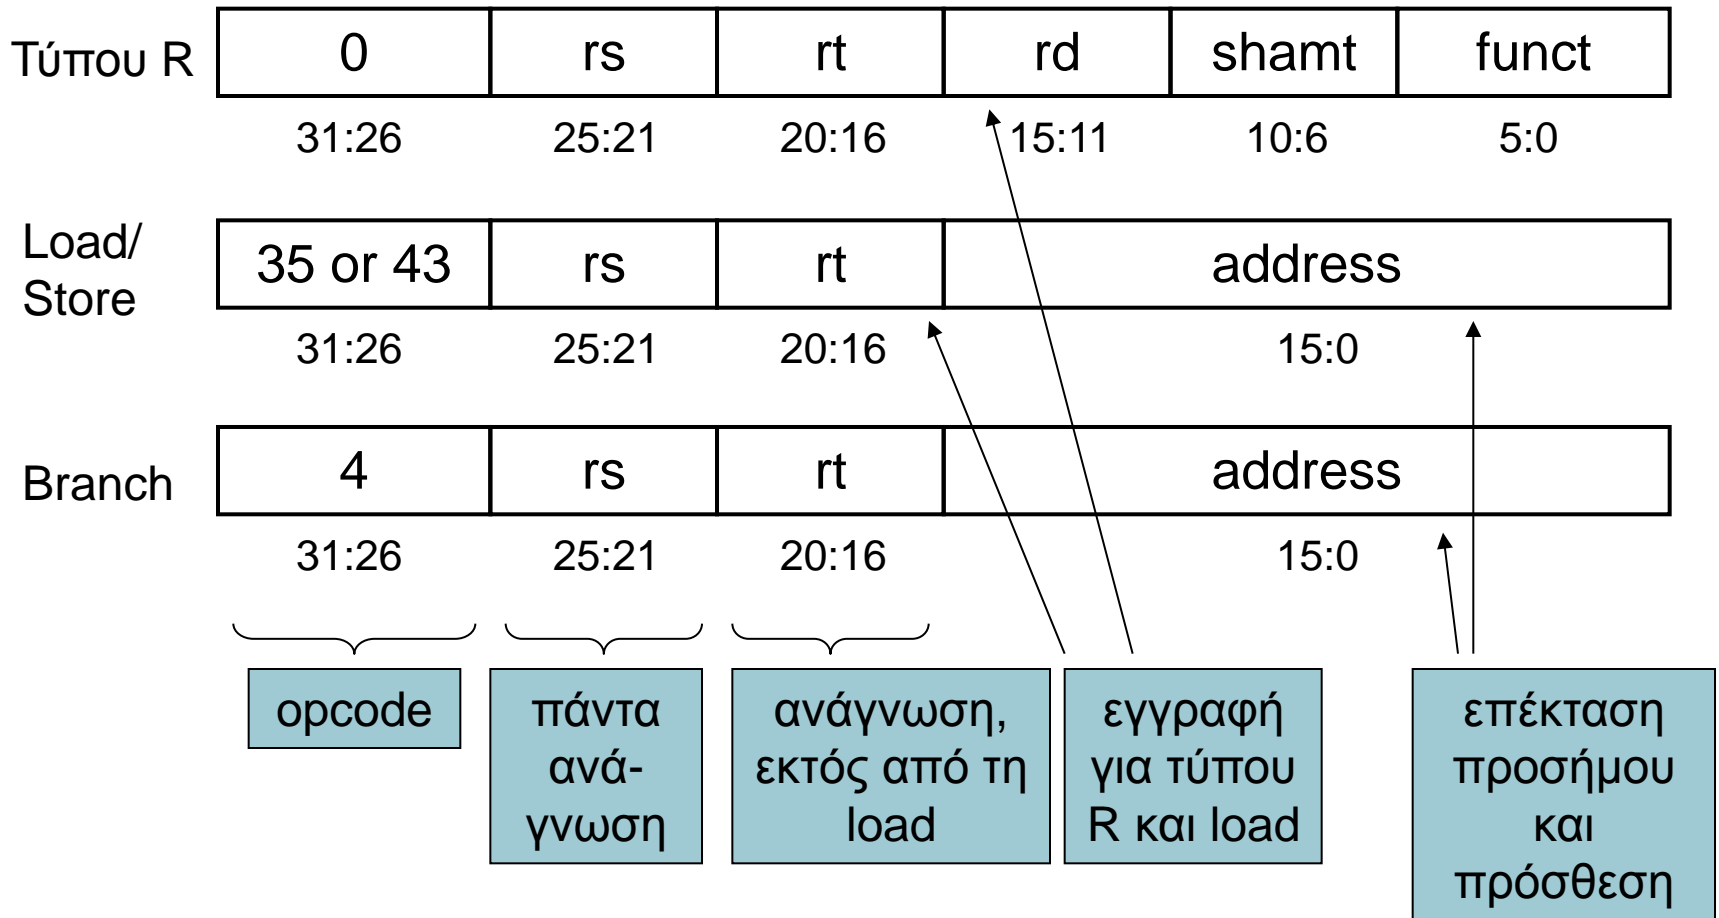 Τύπου R 0 rs rt rd shamt funct
31:26 25:21 20:16 15:11 10:6 5:0
Load/
Store
35 or 43 rs rt address
31:26 25:21 20:16 15:0
Branch 4 rs rt address
31:26 25:21 20:16 15:0
opcode
πάντα
ανά-
γνωση
ανάγνωση,
εκτός από τη
load
εγγραφή
για τύπου
R και load
επέκταση
προσήμου
και
πρόσθεση